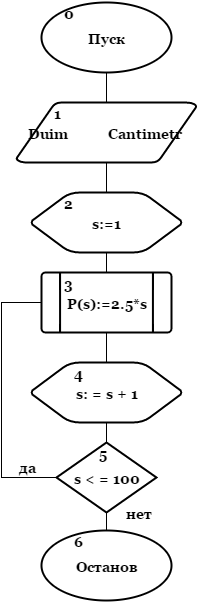 0
Пуск
1
Duim Cantimetr
2
s:=1
3
P(s):=2.5*s
4
s: = s + 1
5
s < = 100
да
нет
6
Останов